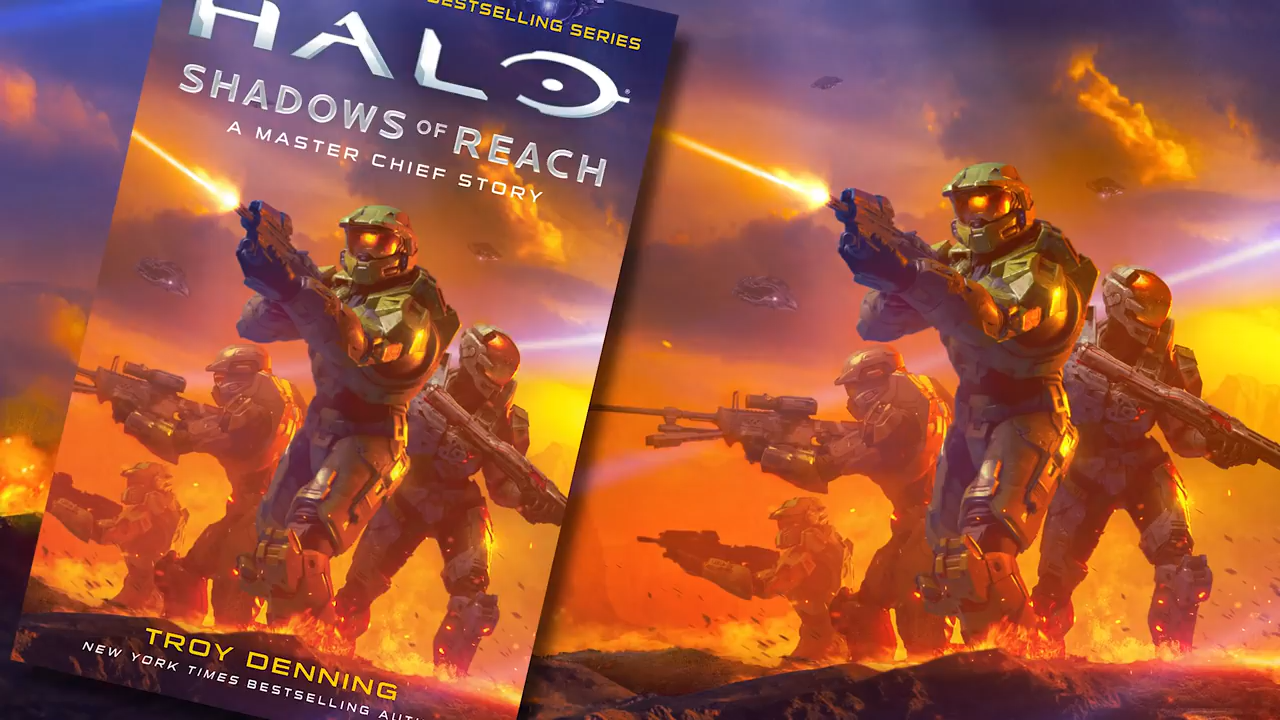 BESTSELLING SERIES
HALO
SHADOWS OF REACH
A MASTER CHIEF STORY
TROY DENNING
NEW YORK TIMES BESTSELLING